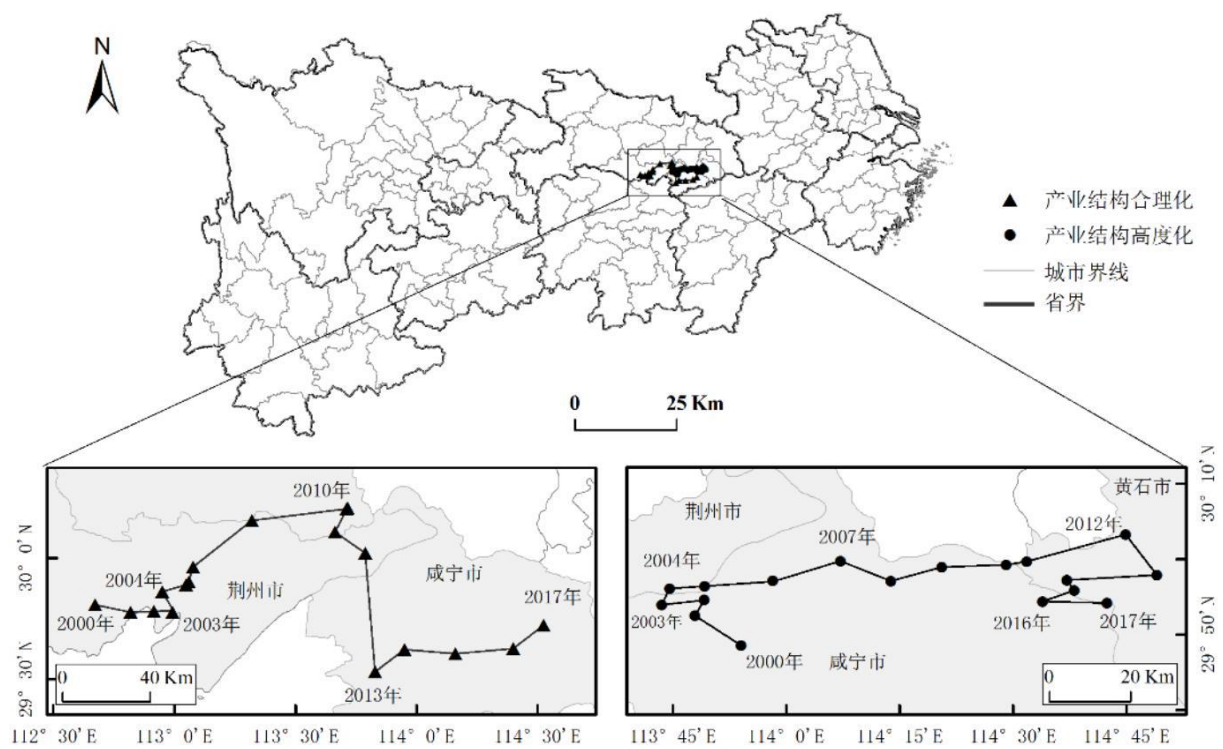 N
产业结构合理化
产业结构高度化
城市界线
省界
0 25 Km
2010年
2004年
荆州市
咸宁市
2017年
2000年
2003年
2013年
0 40 Km
30° 0′ N
29° 30′ N
112° 30′ E 113° 0′ E 113° 30′ E 114° 0′ E 114° 30′ E
黄石市
荆州市
2012年
2007年
2004年
2003年
2016年
2017年
2000年
咸宁市
0 20 Km
30° 10′ N
29° 50′ N
113° 45′ E 114° 0′ E 114° 15′ E 114° 30′ E 114° 45′ E